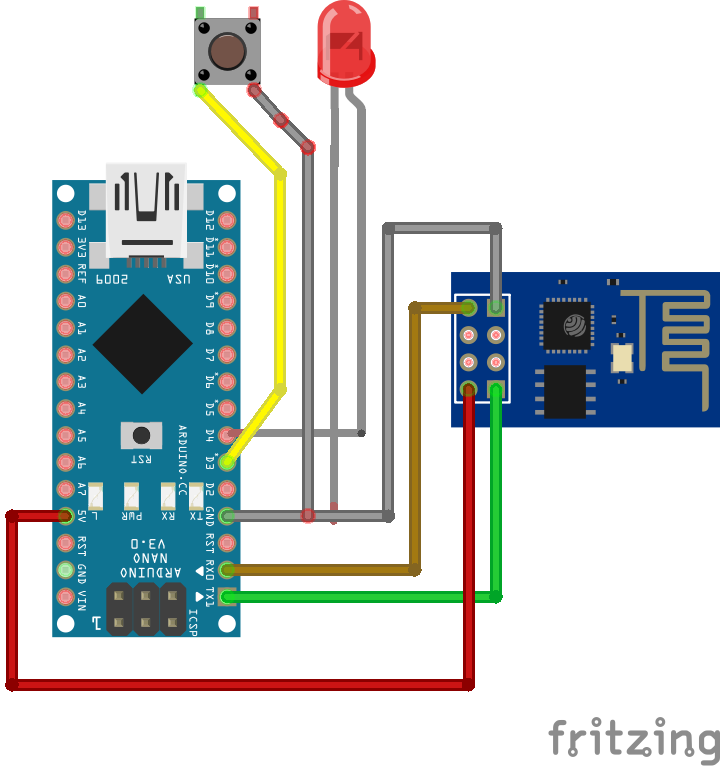 D13
3V3
REF
A0
A1
A2
A3
A4
A5
A6
A7
5V
RST
GND
VIN
D12
D11
D10
D9
D8
D7
D6
D5
D4
D3
D2
GND
RST
RXD
TX1
USA
2009
RST
ARDUINO.CC
TX
RX
PWR
L
ARDUINO
NANO
V3.0
ICSP
1
fritzing